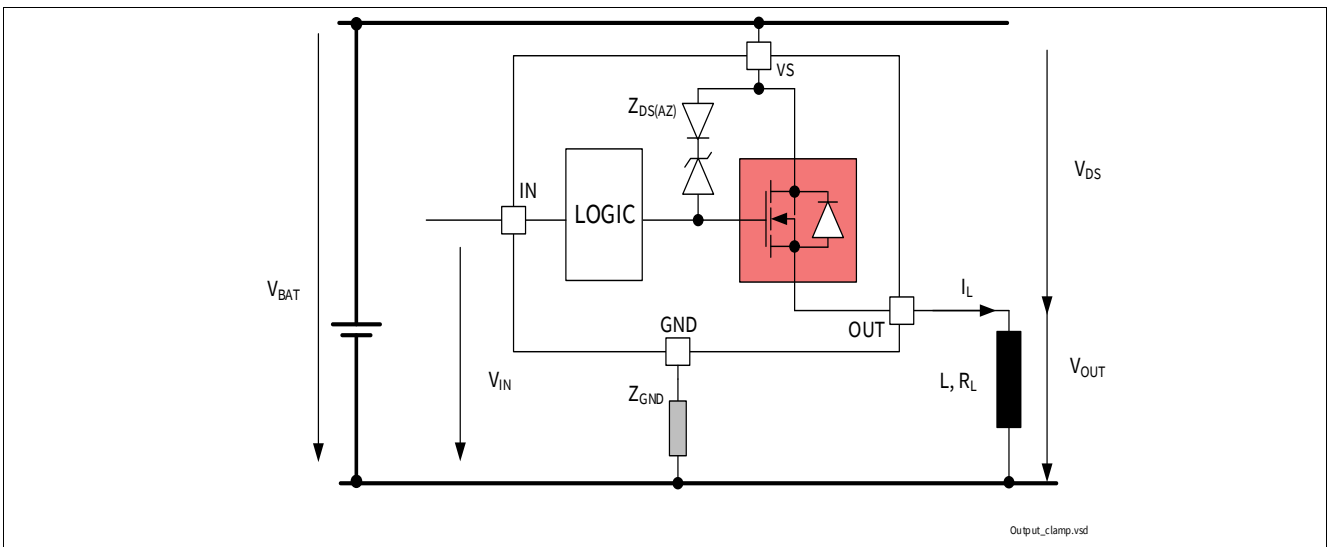 VS
Z_DS(AZ)
V_DS
IN
LOGIC
V_BAT
I_L
GND
OUT
V_IN
Z_GND
L, R_L
V_OUT
Output_clamp.vsd